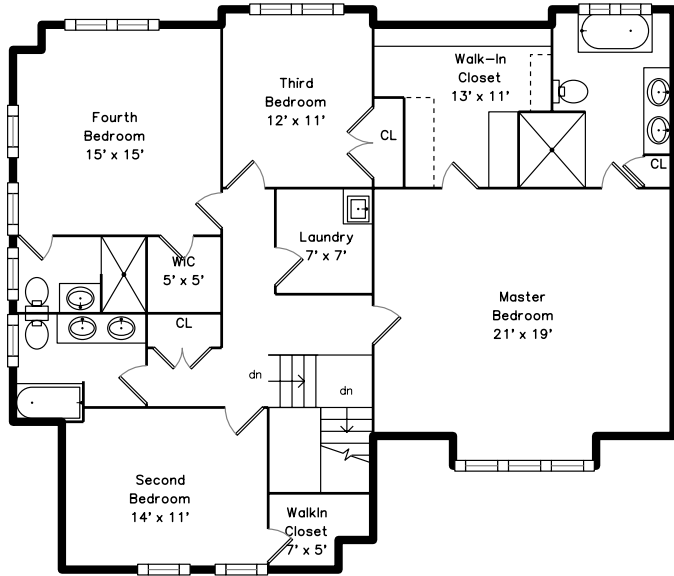 Walk-In
Closet
13' x 11'
Third
Bedroom
12' x 11'
Fourth
Bedroom
15' x 15'
CL
CL
Laundry
7' x 7'
WIC
5' x 5'
Master
Bedroom
21' x 19'
CL
dn
dn
Second
Bedroom
14' x 11'
WalkIn
Closet
7' x 5'